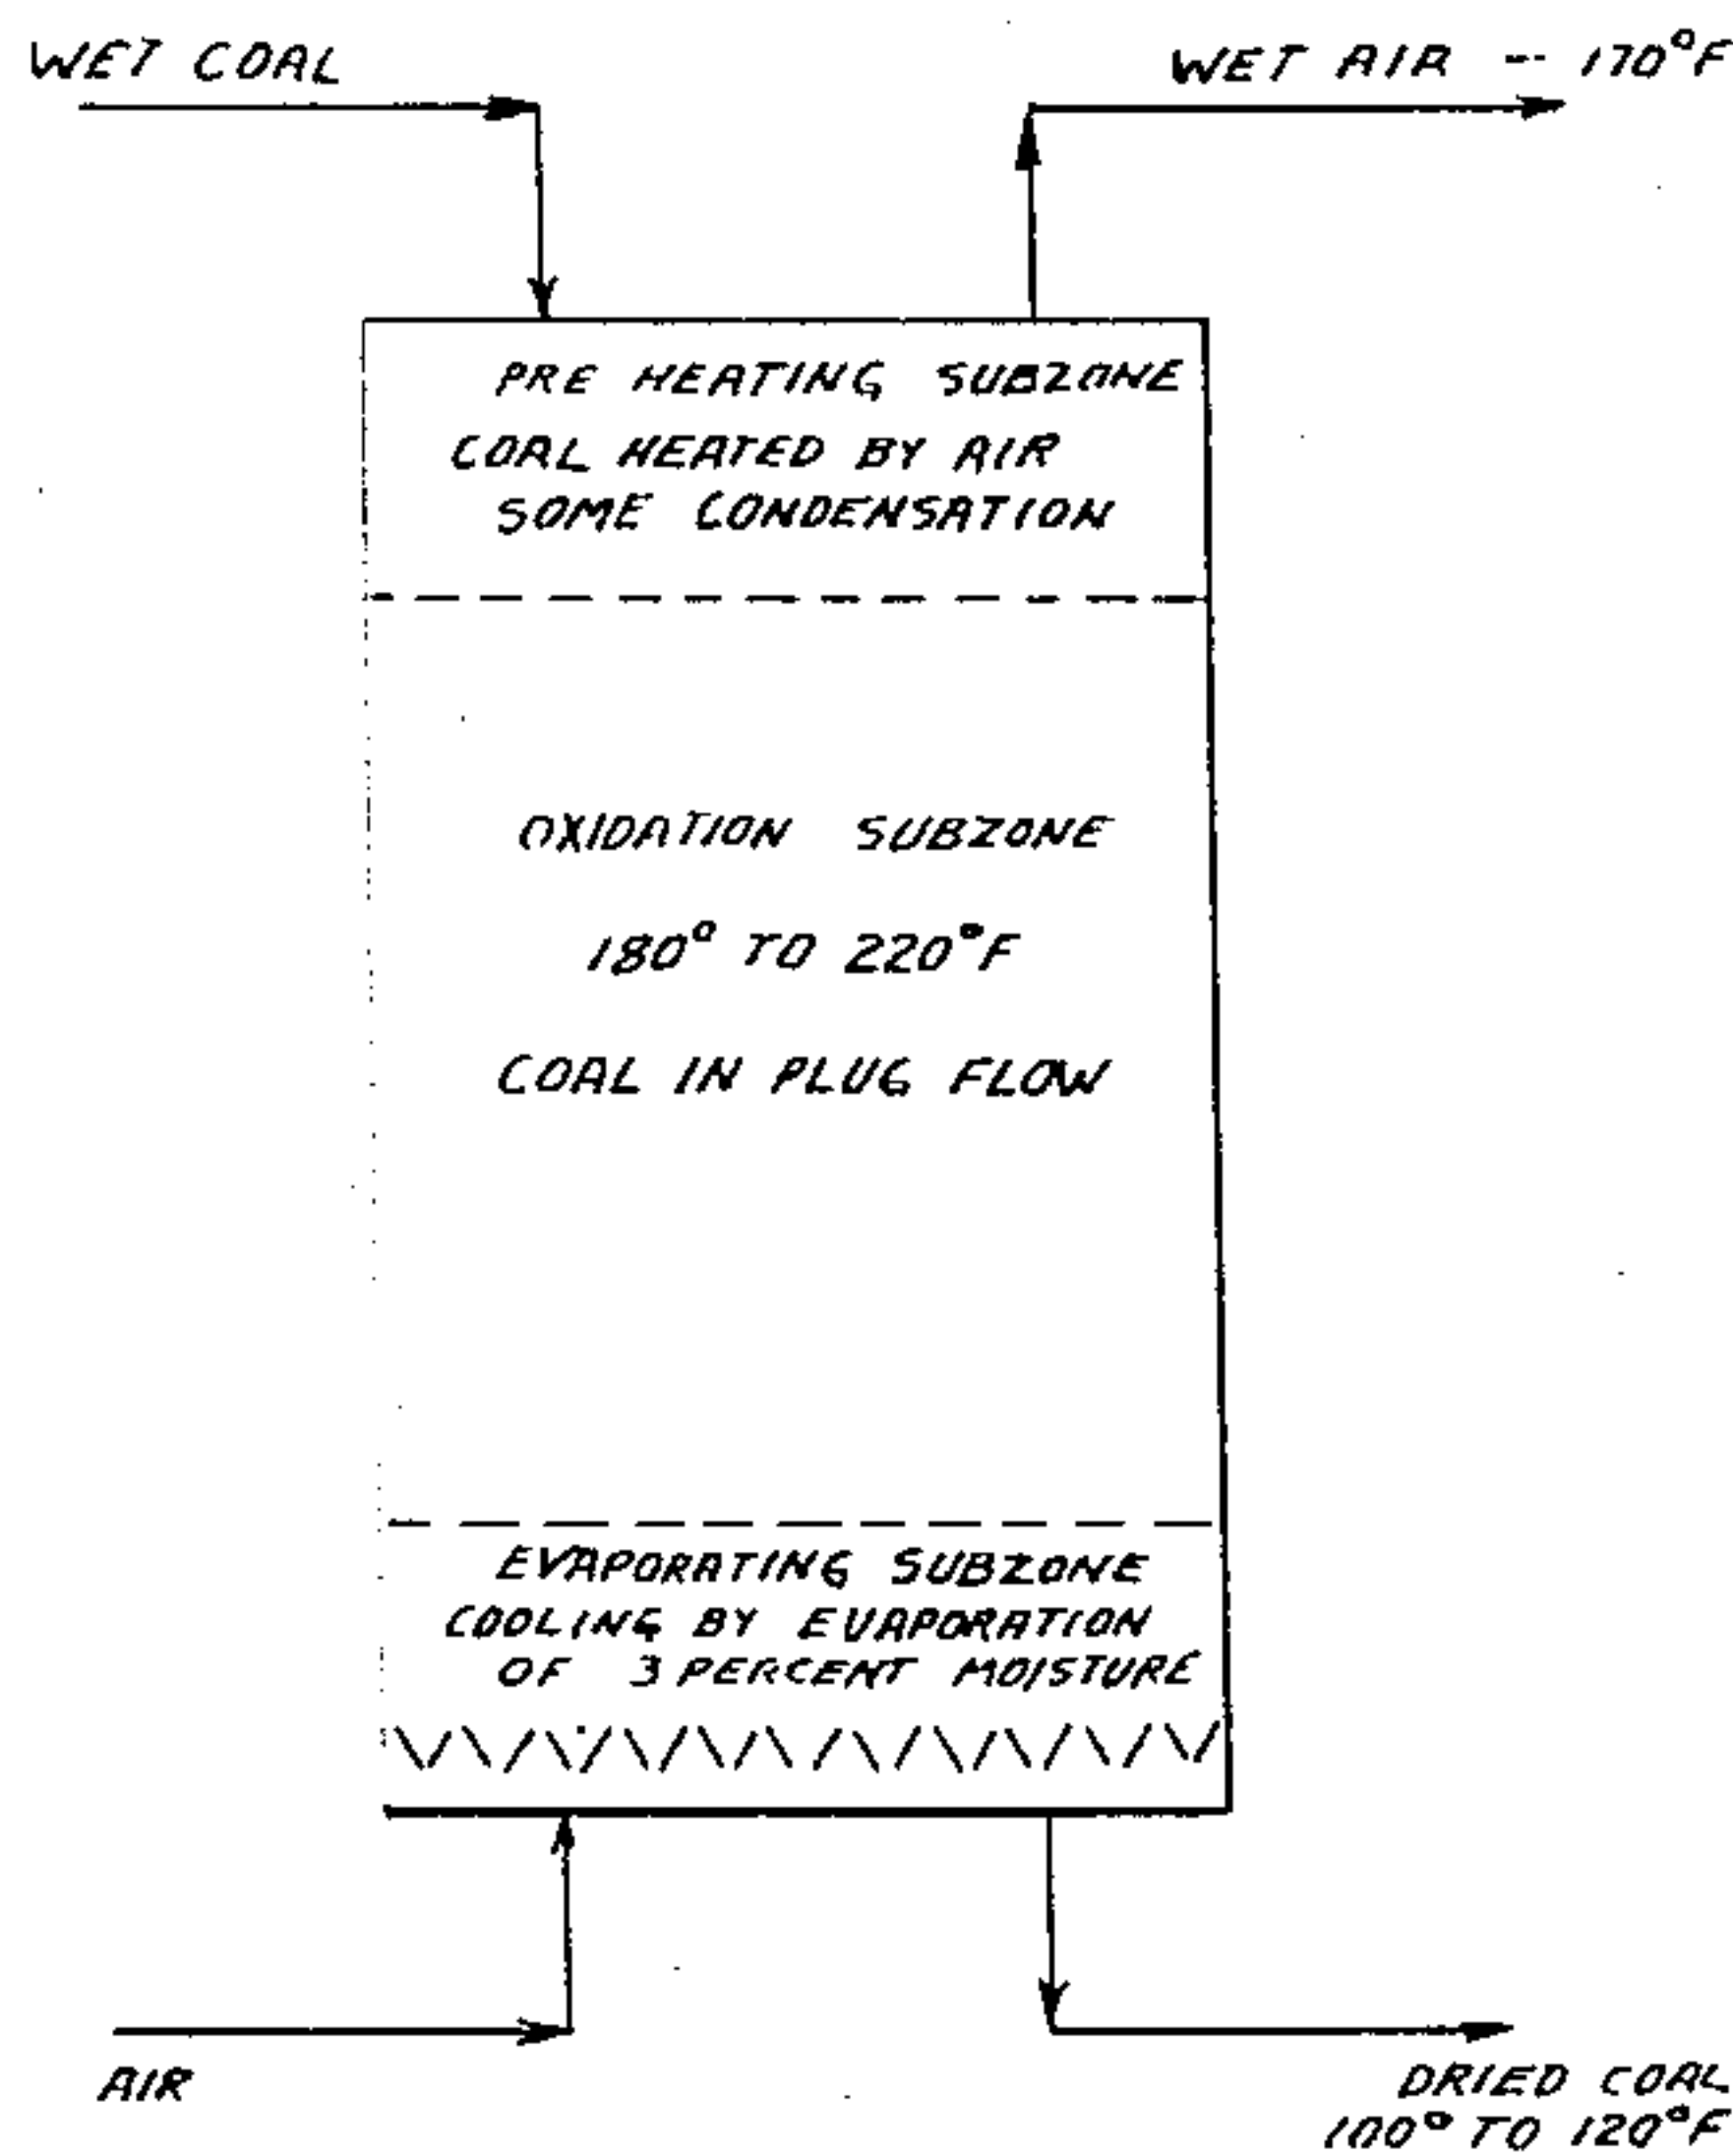 WET COAL
WET AIR -- 170°F
PRE HEATING SUBZONE
COAL HEATED BY AIR
SOME CONDENSATION
OXIDATION SUBZONE
180° TO 220°F
COAL IN PLUG FLOW
EVAPORATING SUBZONE
COOLING BY EVAPORATION
OF 3 PERCENT MOISTURE
AIR
DRIED COAL
100° TO 120°F